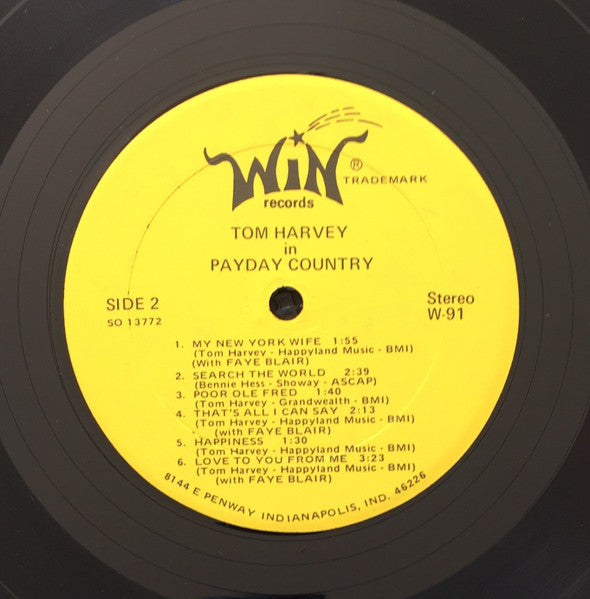 WIN ®
TRADEMARK
records
TOM HARVEY
in
PAYDAY COUNTRY
SIDE 2
SO 13772
Stereo
W-91
1. MY NEW YORK WIFE 1:55
(Tom Harvey - Happyland Music - BMI)
(With FAYE BLAIR)
2. SEARCH THE WORLD 2:39
(Bennie Hess - Showay - ASCAP)
3. POOR OLE FRED 1:40
(Tom Harvey - Grandwealth - BMI)
4. THAT'S ALL I CAN SAY 2:13
(Tom Harvey - Happyland Music - BMI)
(with FAYE BLAIR)
5. HAPPINESS 1:30
(Tom Harvey - Happyland Music - BMI)
6. LOVE TO YOU FROM ME 3:23
(Tom Harvey - Happyland Music - BMI)
(with FAYE BLAIR)
8144 E PENWAY INDIANAPOLIS, IND. 46226